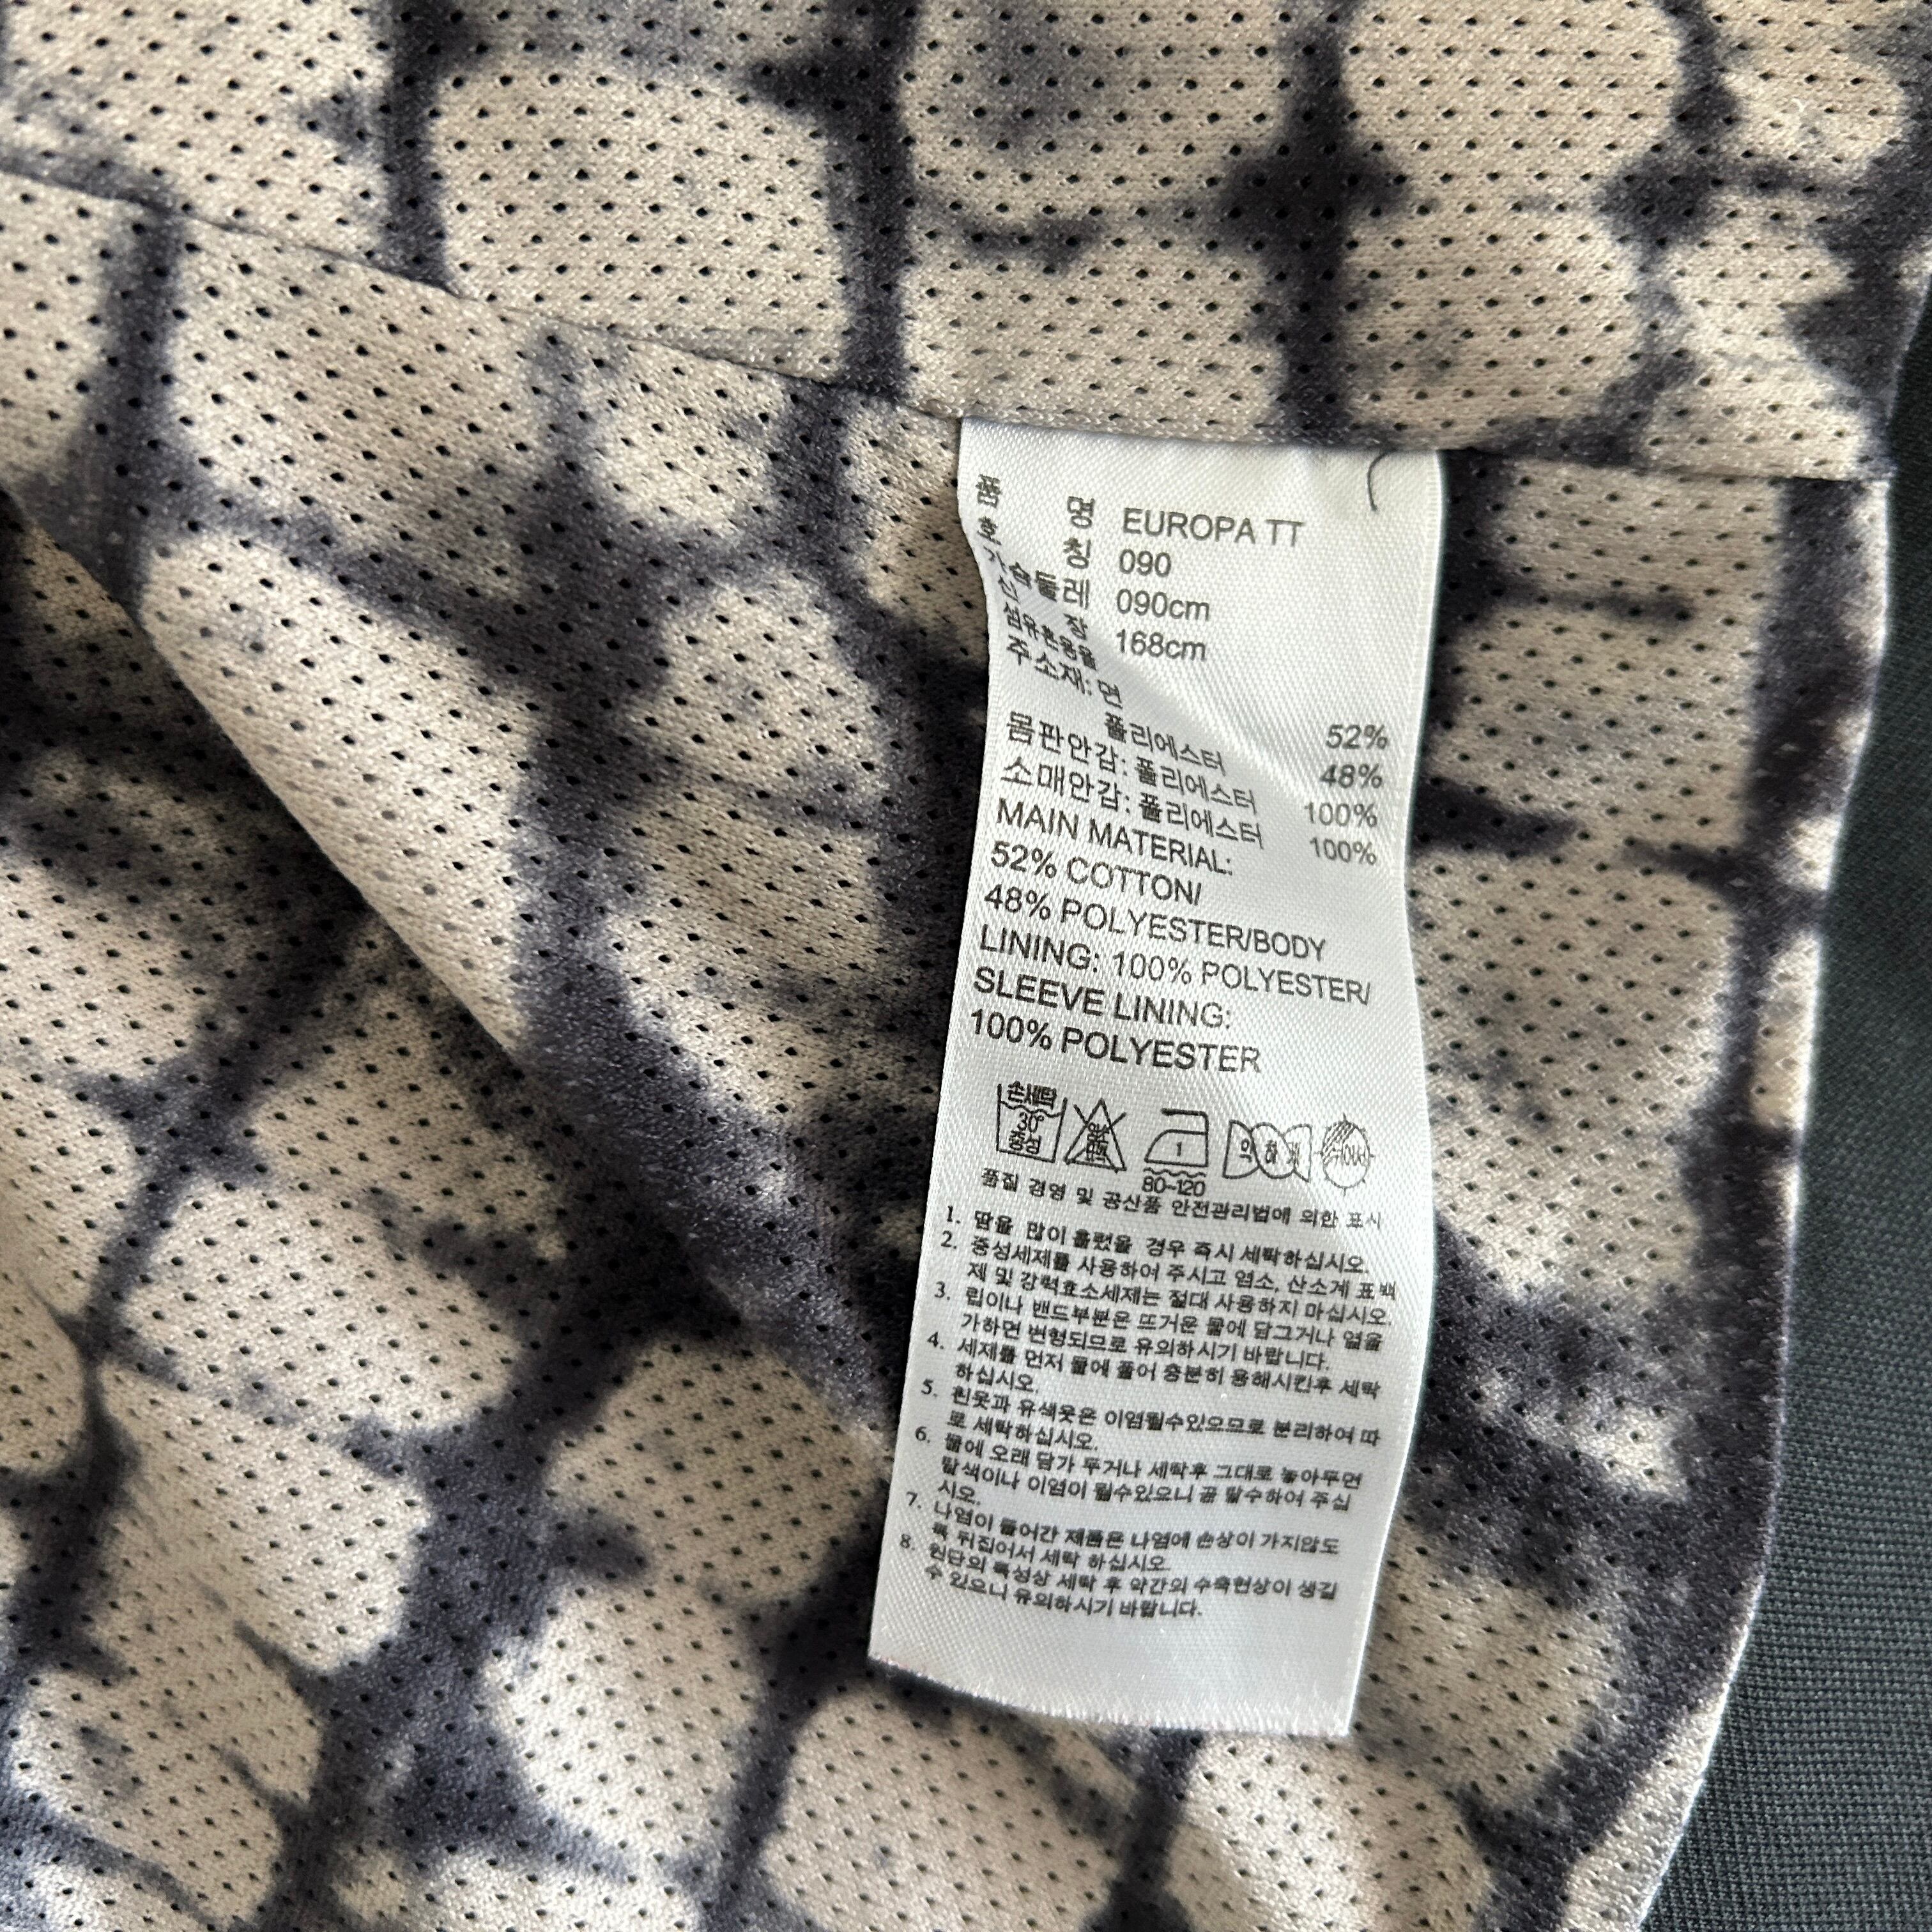 품 명 EUROPA TT
호 칭 090
가슴둘레 090cm
신 장 168cm
섬유혼용율
주소재: 면 52%
폴리에스터 48%
몸판안감: 폴리에스터 100%
소매안감: 폴리에스터 100%
MAIN MATERIAL:
52% COTTON/
48% POLYESTER/BODY
LINING: 100% POLYESTER/
SLEEVE LINING:
100% POLYESTER
손세탁
30°
중성
1
80~120
품질 경영 및 공산품 안전관리법에 의한 표시
1. 땀을 많이 흘렸을 경우 즉시 세탁하십시오.
2. 중성세제를 사용하여 주시고 염소, 산소계 표백
제 및 강력효소세제는 절대 사용하지 마십시오.
3. 립이나 밴드부분은 뜨거운 물에 담그거나 열을
가하면 변형되므로 유의하시기 바랍니다.
4. 세제를 먼저 물에 풀어 충분히 용해시킨후 세탁
하십시오.
5. 흰옷과 유색옷은 이염될수있으므로 분리하여 따
로 세탁하십시오.
6. 물에 오래 담가 두거나 세탁후 그대로 놓아두면
탈색이나 이염이 될수있으니 곧 탈수하여 주십
시오.
7. 나염이 들어간 제품은 나염에 손상이 가지않도
록 뒤집어서 세탁 하십시오.
8. 원단의 특성상 세탁 후 약간의 수축현상이 생길
수 있으니 유의하시기 바랍니다.